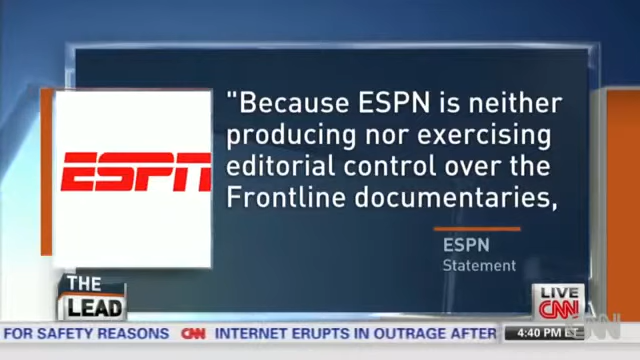 ESPN
"Because ESPN is neither
producing nor exercising
editorial control over the
Frontline documentaries,
ESPN
Statement
THE
LEAD
LIVE
CNN
CNN
FOR SAFETY REASONS CNN INTERNET ERUPTS IN OUTRAGE AFTER
4:40 PM ET